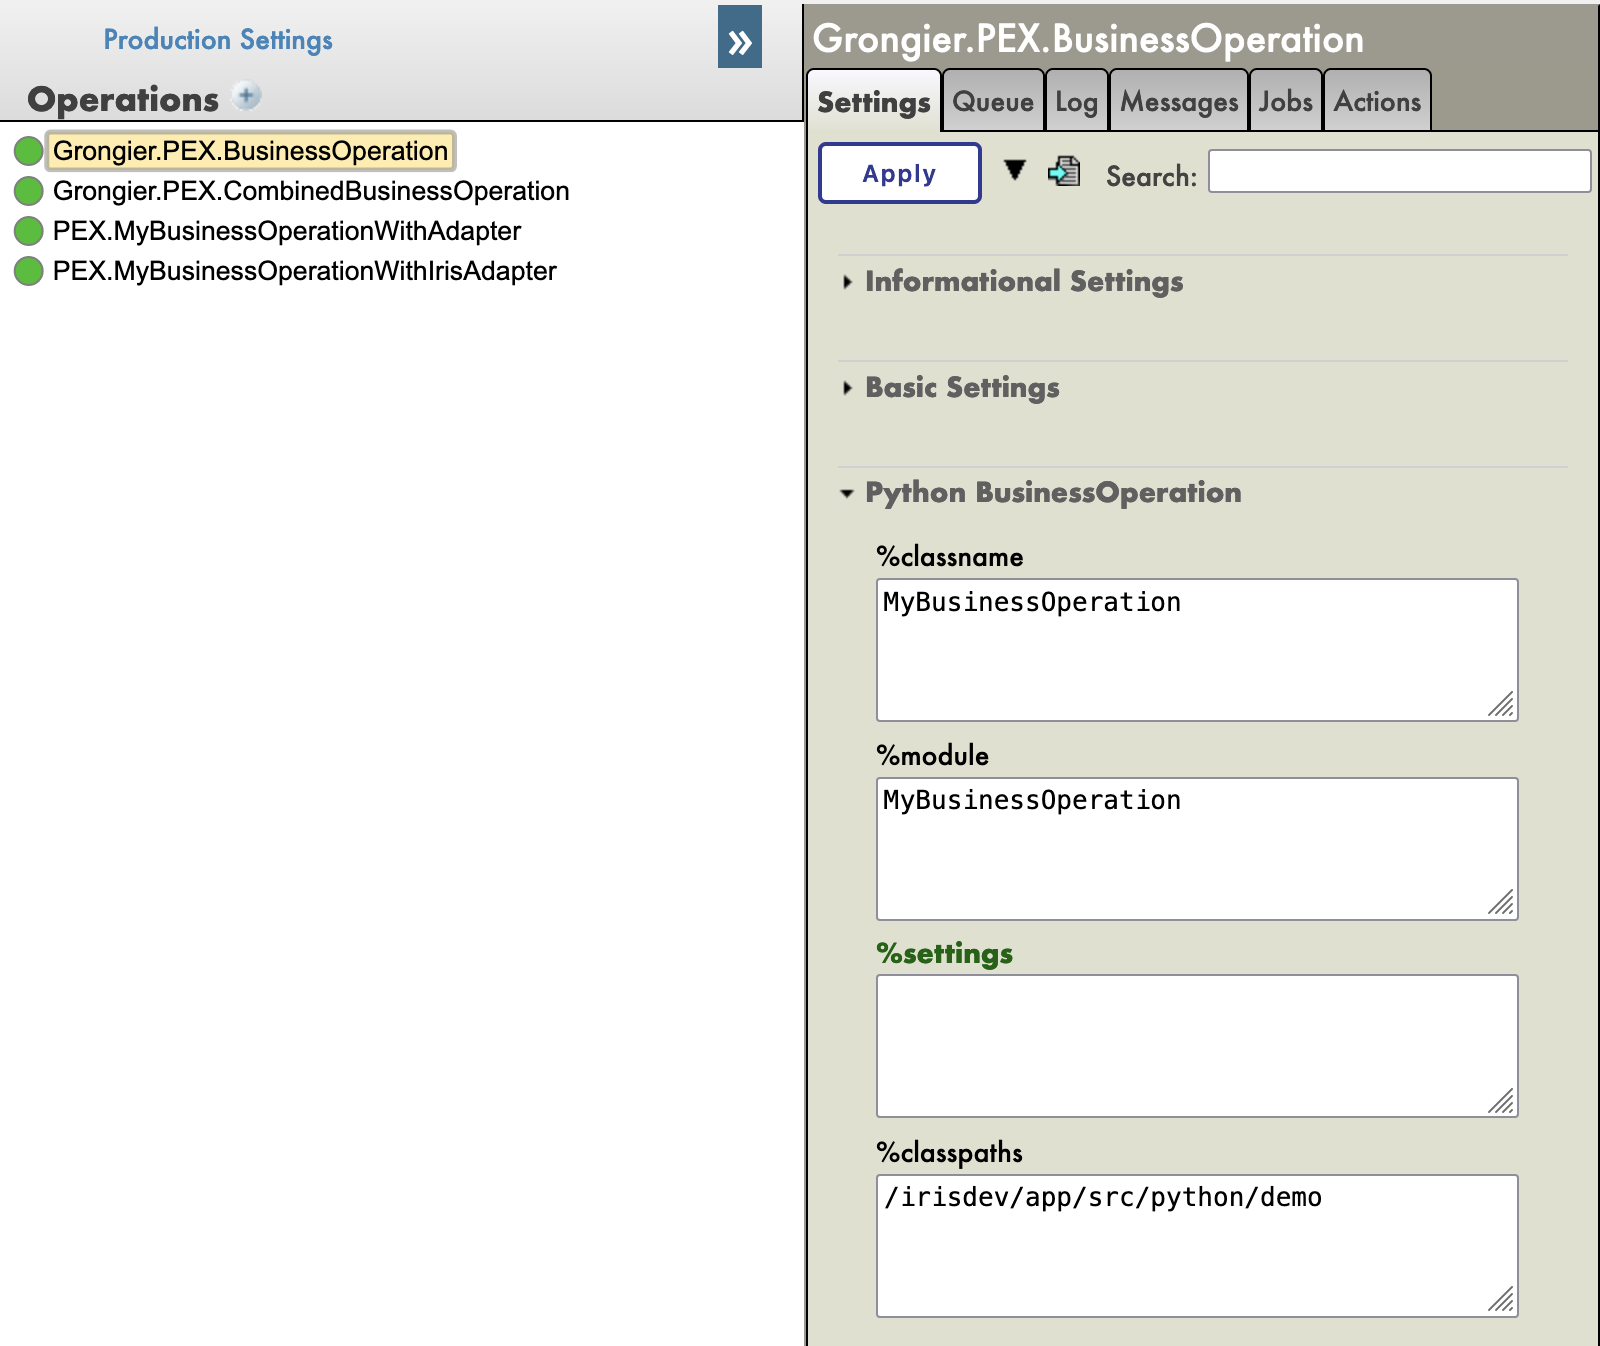 Production Settings
»
Operations +
Grongier.PEX.BusinessOperation
Grongier.PEX.CombinedBusinessOperation
PEX.MyBusinessOperationWithAdapter
PEX.MyBusinessOperationWithIrisAdapter
Grongier.PEX.BusinessOperation
Settings Queue Log Messages Jobs Actions
Apply Search:
Informational Settings
Basic Settings
Python BusinessOperation
%classname
MyBusinessOperation
%module
MyBusinessOperation
%settings
%classpaths
/irisdev/app/src/python/demo